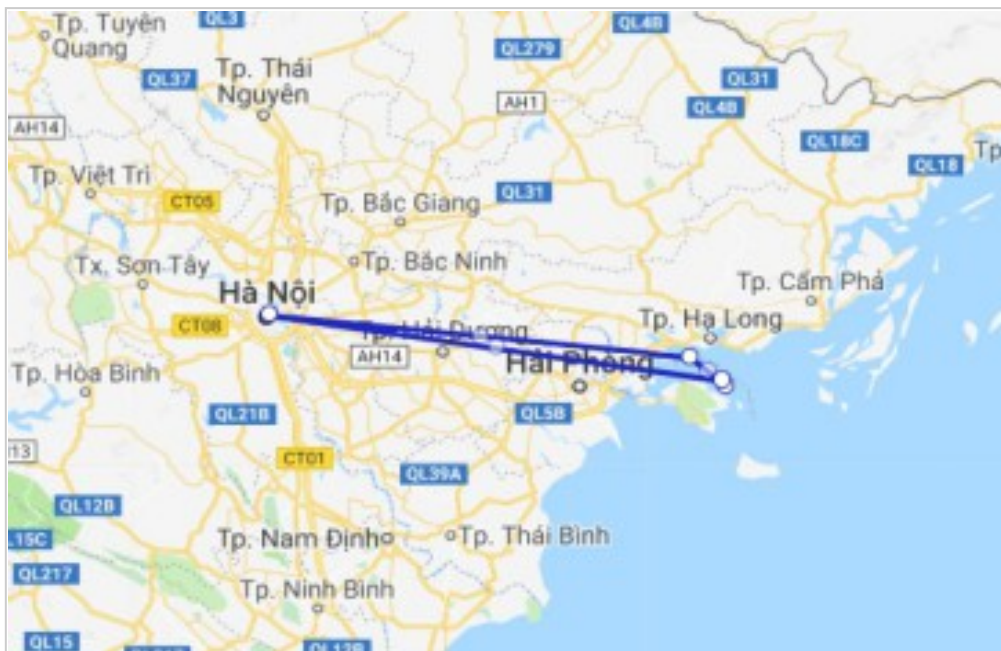 Tp. Tuyên
Quang
QL3
QL4B
QL279
QL31
QL37
Tp. Thái
Nguyên
AH1
QL4B
AH14
QL18C
QL18
Tp
Tp. Việt Trì
QL31
CT05
Tp. Bắc Giang
Tp. Bắc Ninh
Tx. Sơn Tây
Tp. Cẩm Phả
Hà Nội
CT08
Tp. Hải Dương
Tp. Hạ Long
AH14
Hải Phòng
Tp. Hòa Bình
QL21B
QL5B
13
CT01
QL39A
QL12B
L15C
Tp. Nam Định
Tp. Thái Bình
QL217
Tp. Ninh Bình
QL15
QL12B